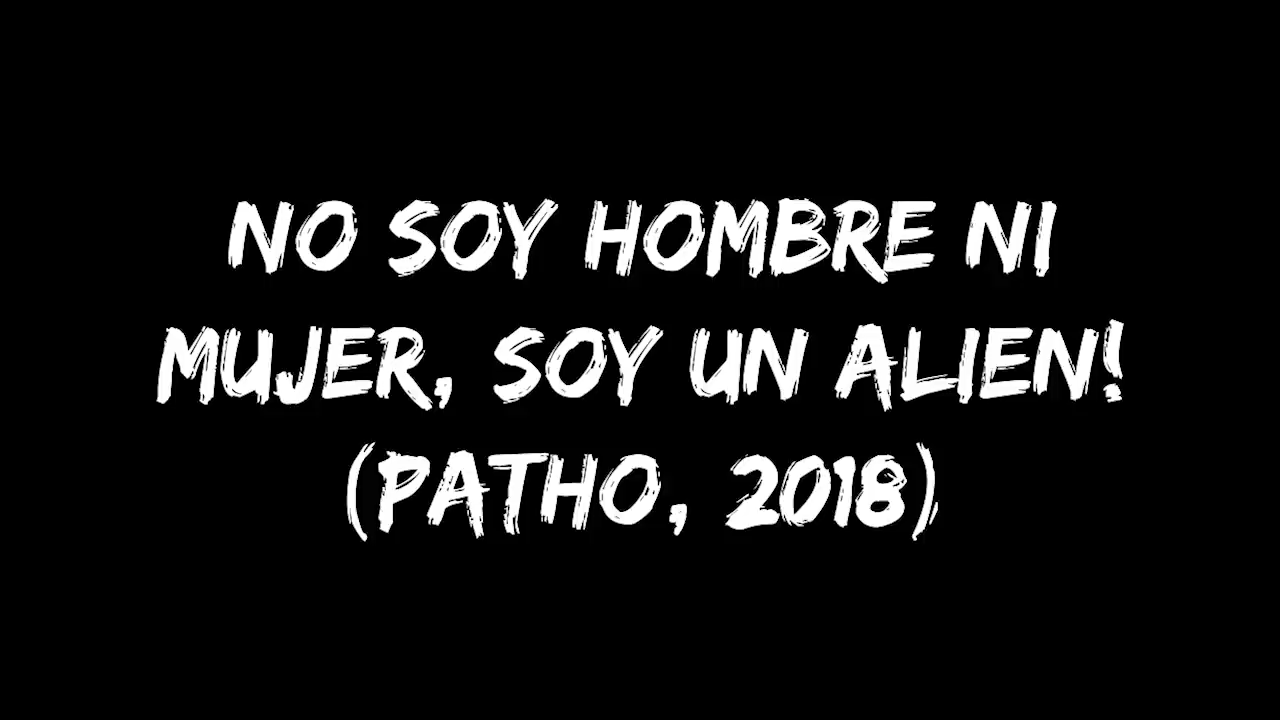 NO SOY HOMBRE NI
MUJER, SOY UN ALIEN!
(PATHO, 2018)